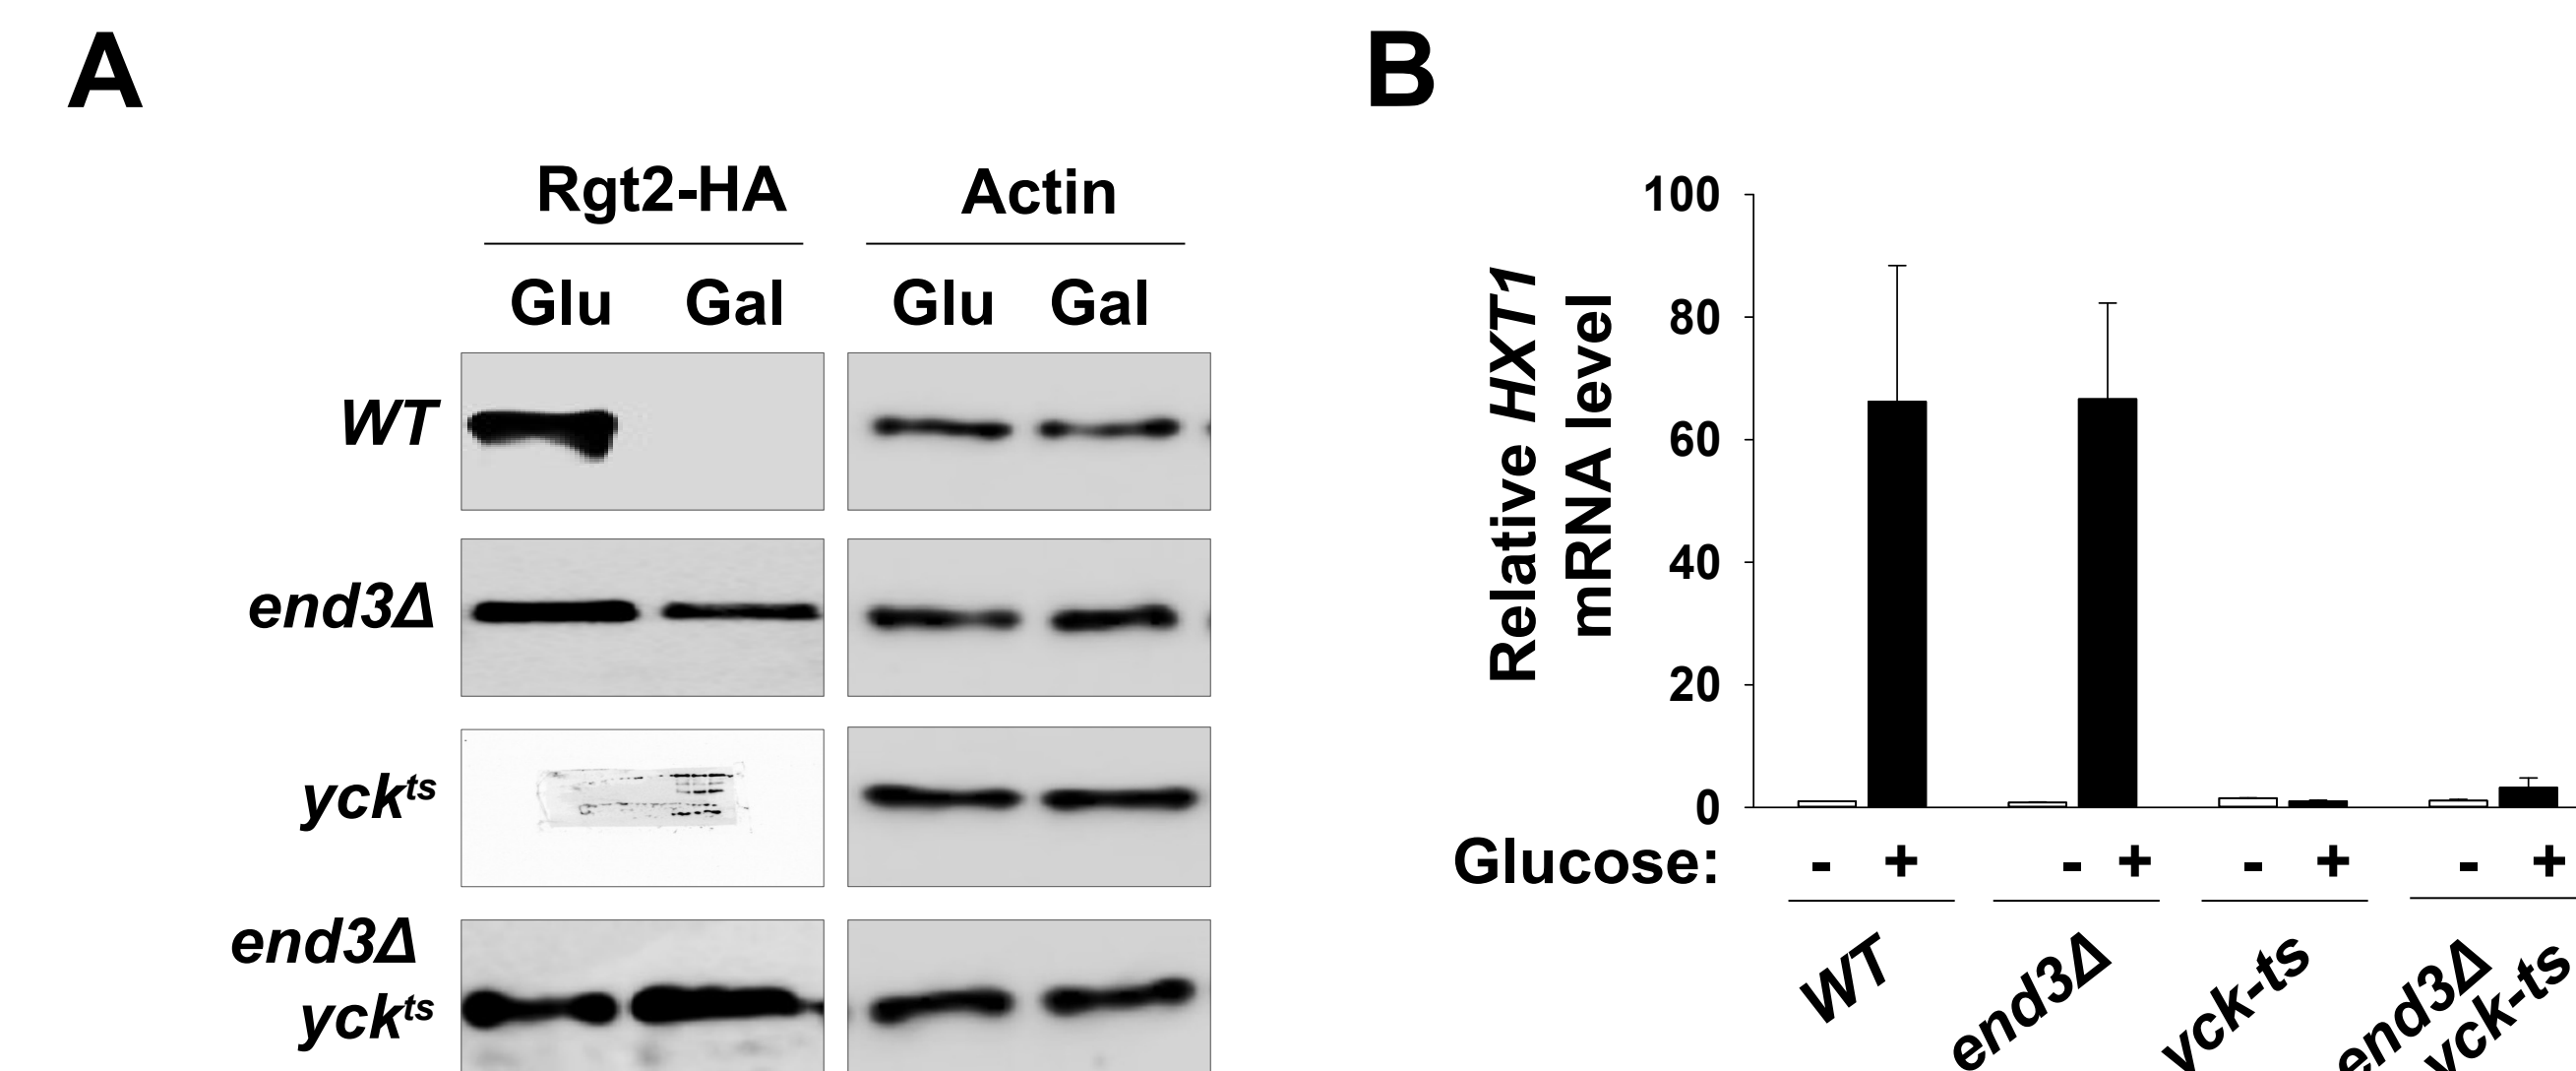 A
Rgt2-HA Actin
Glu Gal Glu Gal
WT
end3Δ
yckts
end3Δ
yckts
B
Relative HXT1
mRNA level
100
80
60
40
20
0
Glucose: - + - + - + - +
WT
end3Δ
yck-ts
end3Δ
yck-ts